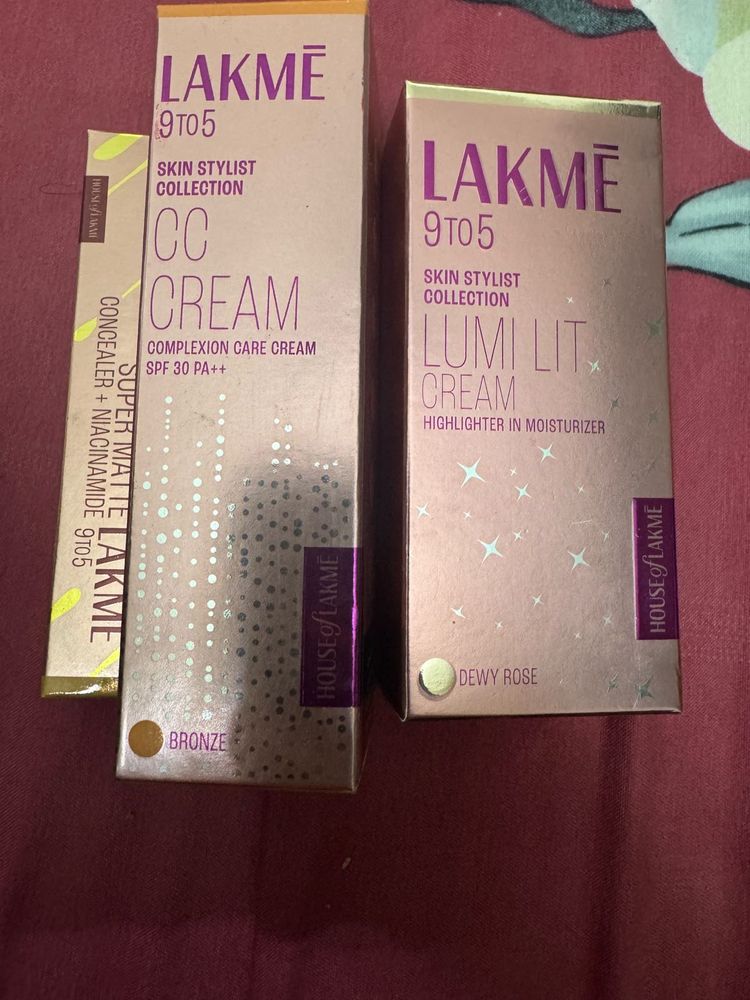 HOUSE of LAKMĒ
SUPER MATTE
CONCEALER + NIACINAMIDE
LAKMĒ
9TO5
LAKMĒ
9TO5
SKIN STYLIST
COLLECTION
CC
CREAM
COMPLEXION CARE CREAM
SPF 30 PA++
HOUSE of LAKMĒ
BRONZE
LAKMĒ
9TO5
SKIN STYLIST
COLLECTION
LUMI LIT
CREAM
HIGHLIGHTER IN MOISTURIZER
HOUSE of LAKMĒ
DEWY ROSE